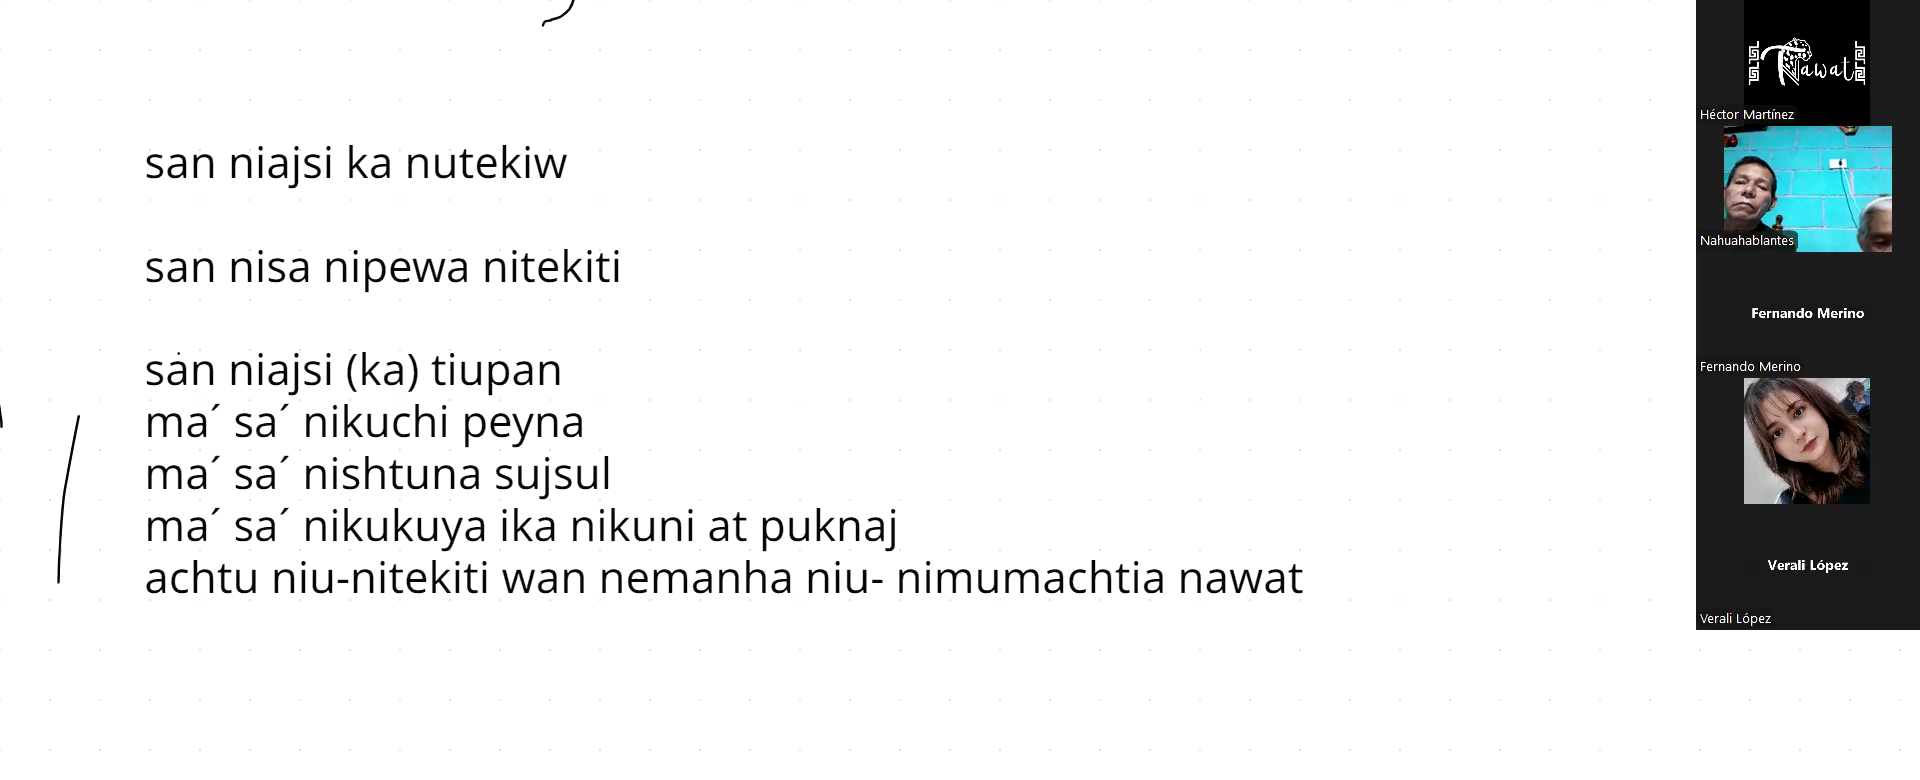 san niajsi ka nutekiw
san nisa nipewa nitekiti
san niajsi (ka) tiupan
ma´ sa´ nikuchi peyna
ma´ sa´ nishtuna sujsul
ma´ sa´ nikukuya ika nikuni at puknaj
achtu niu-nitekiti wan nemanha niu- nimumachtia nawat
Nawat
Héctor Martínez
Nahuahablantes
Fernando Merino
Fernando Merino
Verali López
Verali López